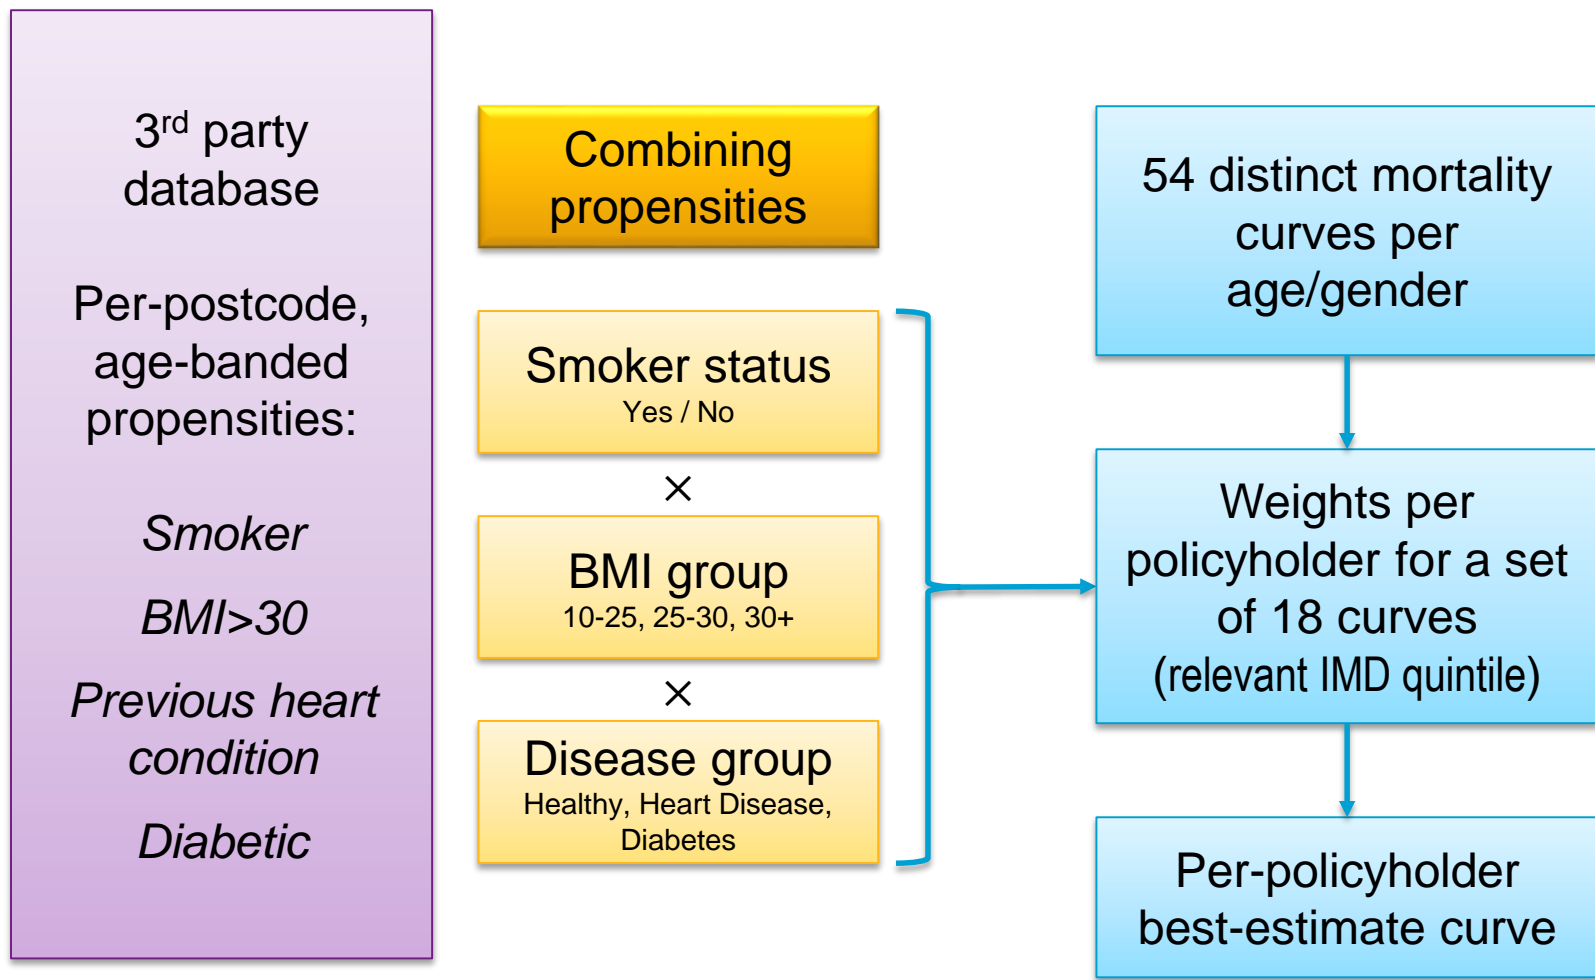 3rd party
database
Per-postcode,
age-banded
propensities:
Smoker
BMI>30
Previous heart
condition
Diabetic
Combining
propensities
Smoker status
Yes / No
×
BMI group
10-25, 25-30, 30+
×
Disease group
Healthy, Heart Disease,
Diabetes
54 distinct mortality
curves per
age/gender
Weights per
policyholder for a set
of 18 curves
(relevant IMD quintile)
Per-policyholder
best-estimate curve